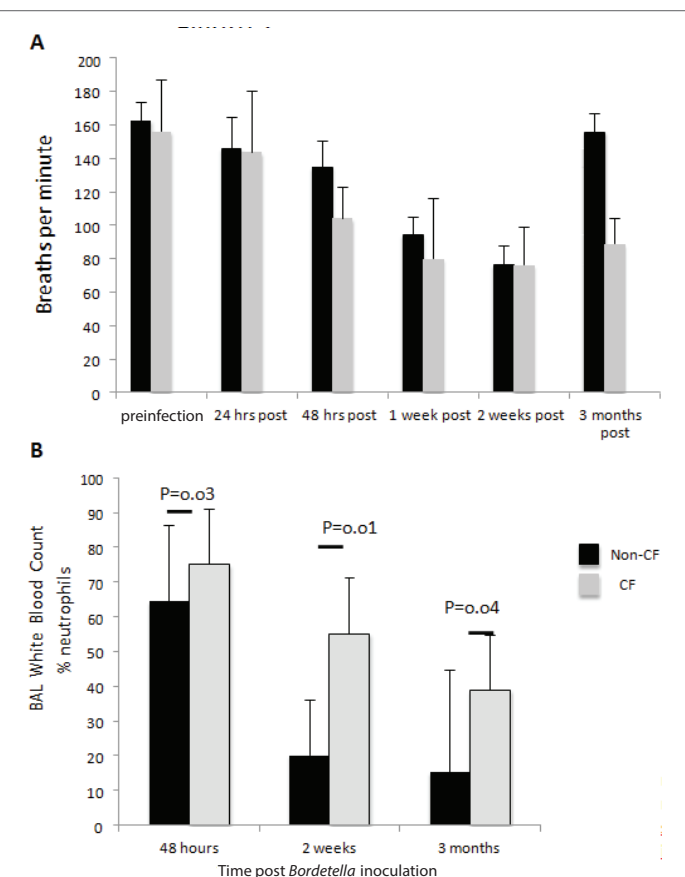 A
200
180
160
140
120
100
80
60
40
20
0
Breaths per minute
preinfection 24 hrs post 48 hrs post 1 week post 2 weeks post 3 months
post
B
100
90
80
70
60
50
40
30
20
10
0
BAL White Blood Count
% neutrophils
P=o.o3
P=o.o1
P=o.o4
Non-CF
CF
48 hours 2 weeks 3 months
Time post Bordetella inoculation